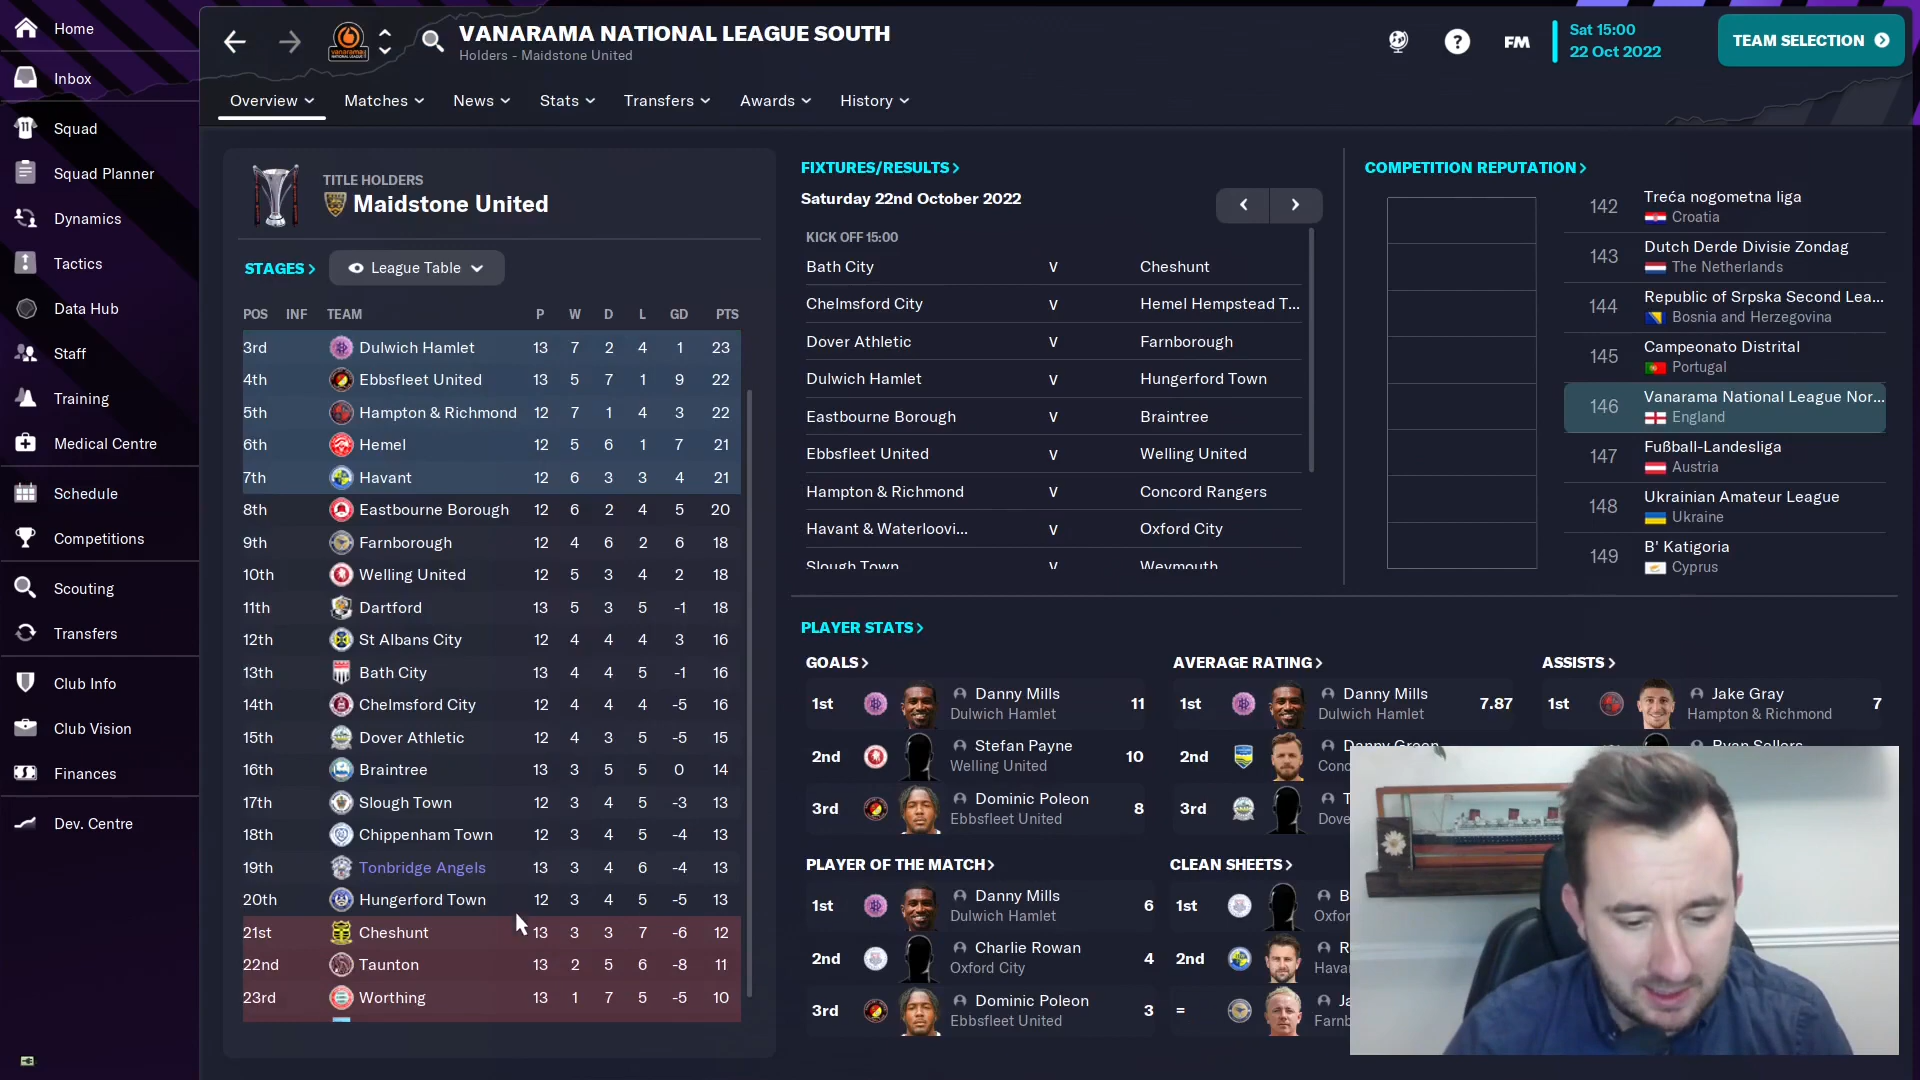 Home
Inbox
Squad
Squad Planner
Dynamics
Tactics
Data Hub
Staff
Training
Medical Centre
Schedule
Competitions
Scouting
Transfers
Club Info
Club Vision
Finances
Dev. Centre
VANARAMA NATIONAL LEAGUE SOUTH
Holders - Maidstone United
?
FM
Sat 15:00
22 Oct 2022
TEAM SELECTION
Overview Matches News Stats Transfers Awards History
TITLE HOLDERS
Maidstone United
STAGES League Table
POS INF TEAM P W D L GD PTS
3rd Dulwich Hamlet 13 7 2 4 1 23
4th Ebbsfleet United 13 5 7 1 9 22
5th Hampton & Richmond 12 7 1 4 3 22
6th Hemel 12 5 6 1 7 21
7th Havant 12 6 3 3 4 21
8th Eastbourne Borough 12 6 2 4 5 20
9th Farnborough 12 4 6 2 6 18
10th Welling United 12 5 3 4 2 18
11th Dartford 13 5 3 5 -1 18
12th St Albans City 12 4 4 4 3 16
13th Bath City 13 4 4 5 -1 16
14th Chelmsford City 12 4 4 4 -5 16
15th Dover Athletic 12 4 3 5 -5 15
16th Braintree 13 3 5 5 0 14
17th Slough Town 12 3 4 5 -3 13
18th Chippenham Town 12 3 4 5 -4 13
19th Tonbridge Angels 13 3 4 6 -4 13
20th Hungerford Town 12 3 4 5 -5 13
21st Cheshunt 13 3 3 7 -6 12
22nd Taunton 13 2 5 6 -8 11
23rd Worthing 13 1 7 5 -5 10
FIXTURES/RESULTS
Saturday 22nd October 2022
KICK OFF 15:00
Bath City v Cheshunt
Chelmsford City v Hemel Hempstead T...
Dover Athletic v Farnborough
Dulwich Hamlet v Hungerford Town
Eastbourne Borough v Braintree
Ebbsfleet United v Welling United
Hampton & Richmond v Concord Rangers
Havant & Waterloovi... v Oxford City
Slough Town v Weymouth
COMPETITION REPUTATION
142 Treća nogometna liga
Croatia
143 Dutch Derde Divisie Zondag
The Netherlands
144 Republic of Srpska Second Lea...
Bosnia and Herzegovina
145 Campeonato Distrital
Portugal
146 Vanarama National League Nor...
England
147 Fußball-Landesliga
Austria
148 Ukrainian Amateur League
Ukraine
149 B' Katigoria
Cyprus
PLAYER STATS
GOALS
1st Danny Mills 11
Dulwich Hamlet
2nd Stefan Payne 10
Welling United
3rd Dominic Poleon 8
Ebbsfleet United
AVERAGE RATING
1st Danny Mills 7.87
Dulwich Hamlet
2nd Danny Green
Conc
3rd T
Dove
ASSISTS
1st Jake Gray 7
Hampton & Richmond
Ryan Sellers
PLAYER OF THE MATCH
1st Danny Mills 6
Dulwich Hamlet
2nd Charlie Rowan 4
Oxford City
3rd Dominic Poleon 3
Ebbsfleet United
CLEAN SHEETS
1st B
Oxfor
2nd R
Hava
= Ja
Farnb